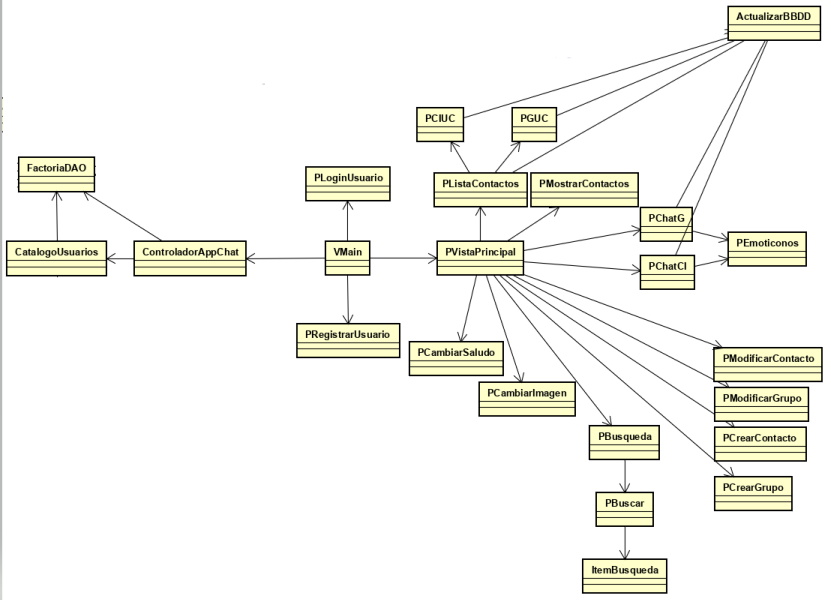 ActualizarBBDD
PCIUC
PGUC
FactoriaDAO
PLoginUsuario
PListaContactos
PMostrarContactos
PChatG
CatalogoUsuarios
ControladorAppChat
VMain
PVistaPrincipal
PEmoticonos
PChatCI
PRegistrarUsuario
PCambiarSaludo
PModificarContacto
PCambiarImagen
PModificarGrupo
PBusqueda
PCrearContacto
PCrearGrupo
PBuscar
ItemBusqueda